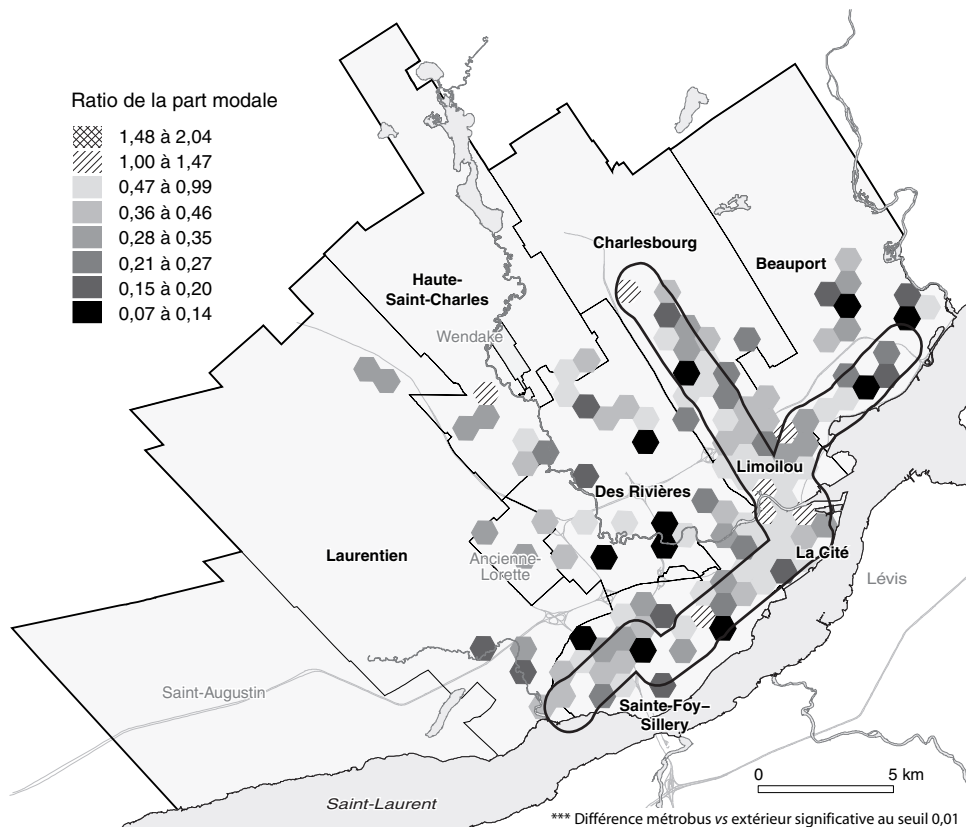 Ratio de la part modale
1,48 à 2,04
1,00 à 1,47
0,47 à 0,99
0,36 à 0,46
0,28 à 0,35
0,21 à 0,27
0,15 à 0,20
0,07 à 0,14
Charlesbourg
Beauport
Haute-
Saint-Charles
Wendake
Limoilou
Des Rivières
Laurentien
Ancienne-
Lorette
La Cité
Lévis
Saint-Augustin
Sainte-Foy–
Sillery
Saint-Laurent
0 5 km
*** Différence métrobus vs extérieur significative au seuil 0,01